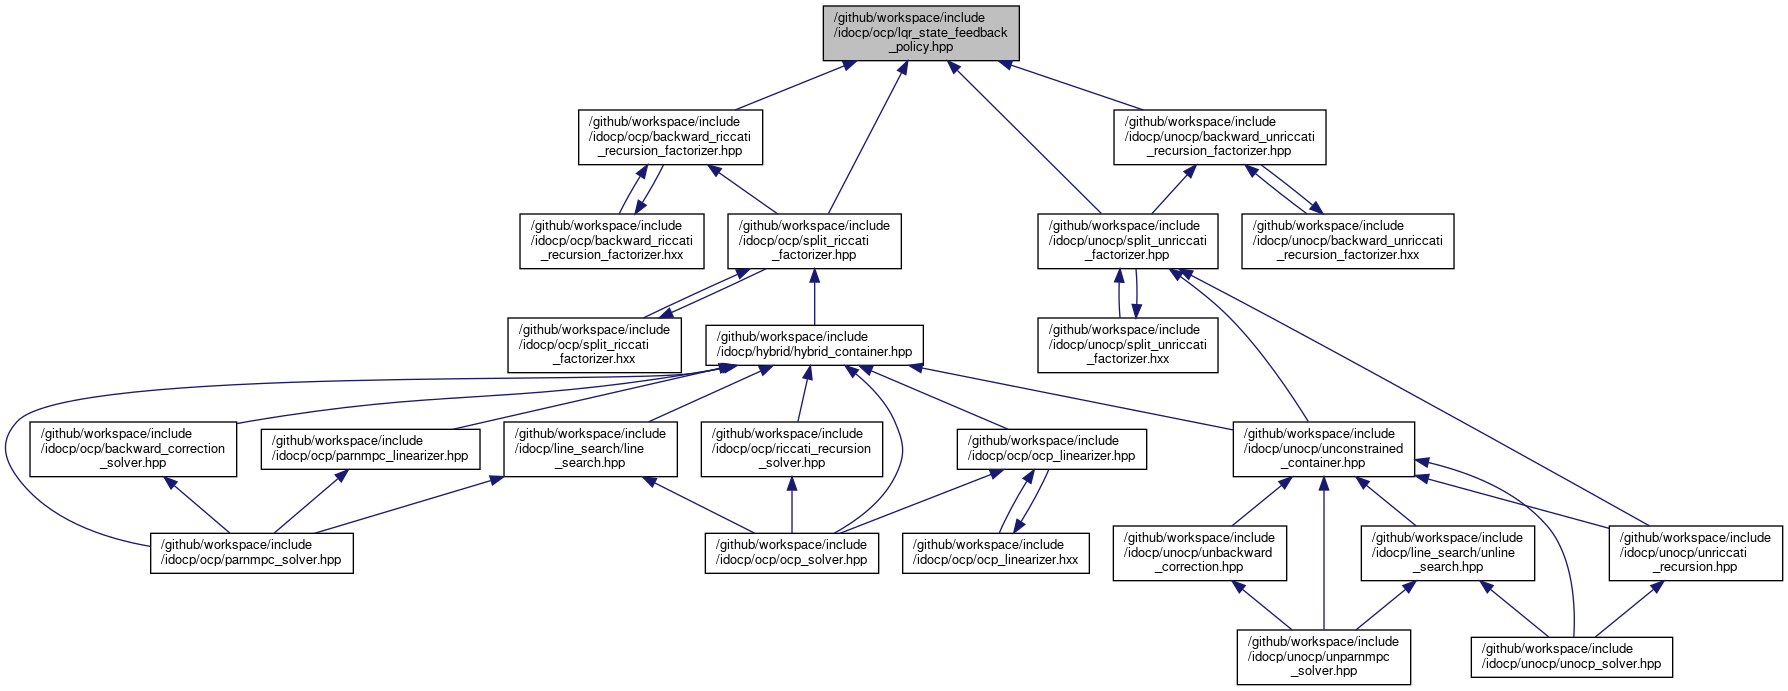 /github/workspace/include
/idocp/ocp/lqr_state_feedback
_policy.hpp
/github/workspace/include
/idocp/ocp/backward_riccati
_recursion_factorizer.hpp
/github/workspace/include
/idocp/unocp/backward_unriccati
_recursion_factorizer.hpp
/github/workspace/include
/idocp/ocp/backward_riccati
_recursion_factorizer.hxx
/github/workspace/include
/idocp/ocp/split_riccati
_factorizer.hpp
/github/workspace/include
/idocp/unocp/split_unriccati
_factorizer.hpp
/github/workspace/include
/idocp/unocp/backward_unriccati
_recursion_factorizer.hxx
/github/workspace/include
/idocp/ocp/split_riccati
_factorizer.hxx
/github/workspace/include
/idocp/hybrid/hybrid_container.hpp
/github/workspace/include
/idocp/unocp/split_unriccati
_factorizer.hxx
/github/workspace/include
/idocp/ocp/backward_correction
_solver.hpp
/github/workspace/include
/idocp/ocp/parnmpc_linearizer.hpp
/github/workspace/include
/idocp/line_search/line
_search.hpp
/github/workspace/include
/idocp/ocp/riccati_recursion
_solver.hpp
/github/workspace/include
/idocp/ocp/ocp_linearizer.hpp
/github/workspace/include
/idocp/unocp/unconstrained
_container.hpp
/github/workspace/include
/idocp/ocp/parnmpc_solver.hpp
/github/workspace/include
/idocp/ocp/ocp_solver.hpp
/github/workspace/include
/idocp/ocp/ocp_linearizer.hxx
/github/workspace/include
/idocp/unocp/unbackward
_correction.hpp
/github/workspace/include
/idocp/line_search/unline
_search.hpp
/github/workspace/include
/idocp/unocp/unriccati
_recursion.hpp
/github/workspace/include
/idocp/unocp/unparnmpc
_solver.hpp
/github/workspace/include
/idocp/unocp/unocp_solver.hpp